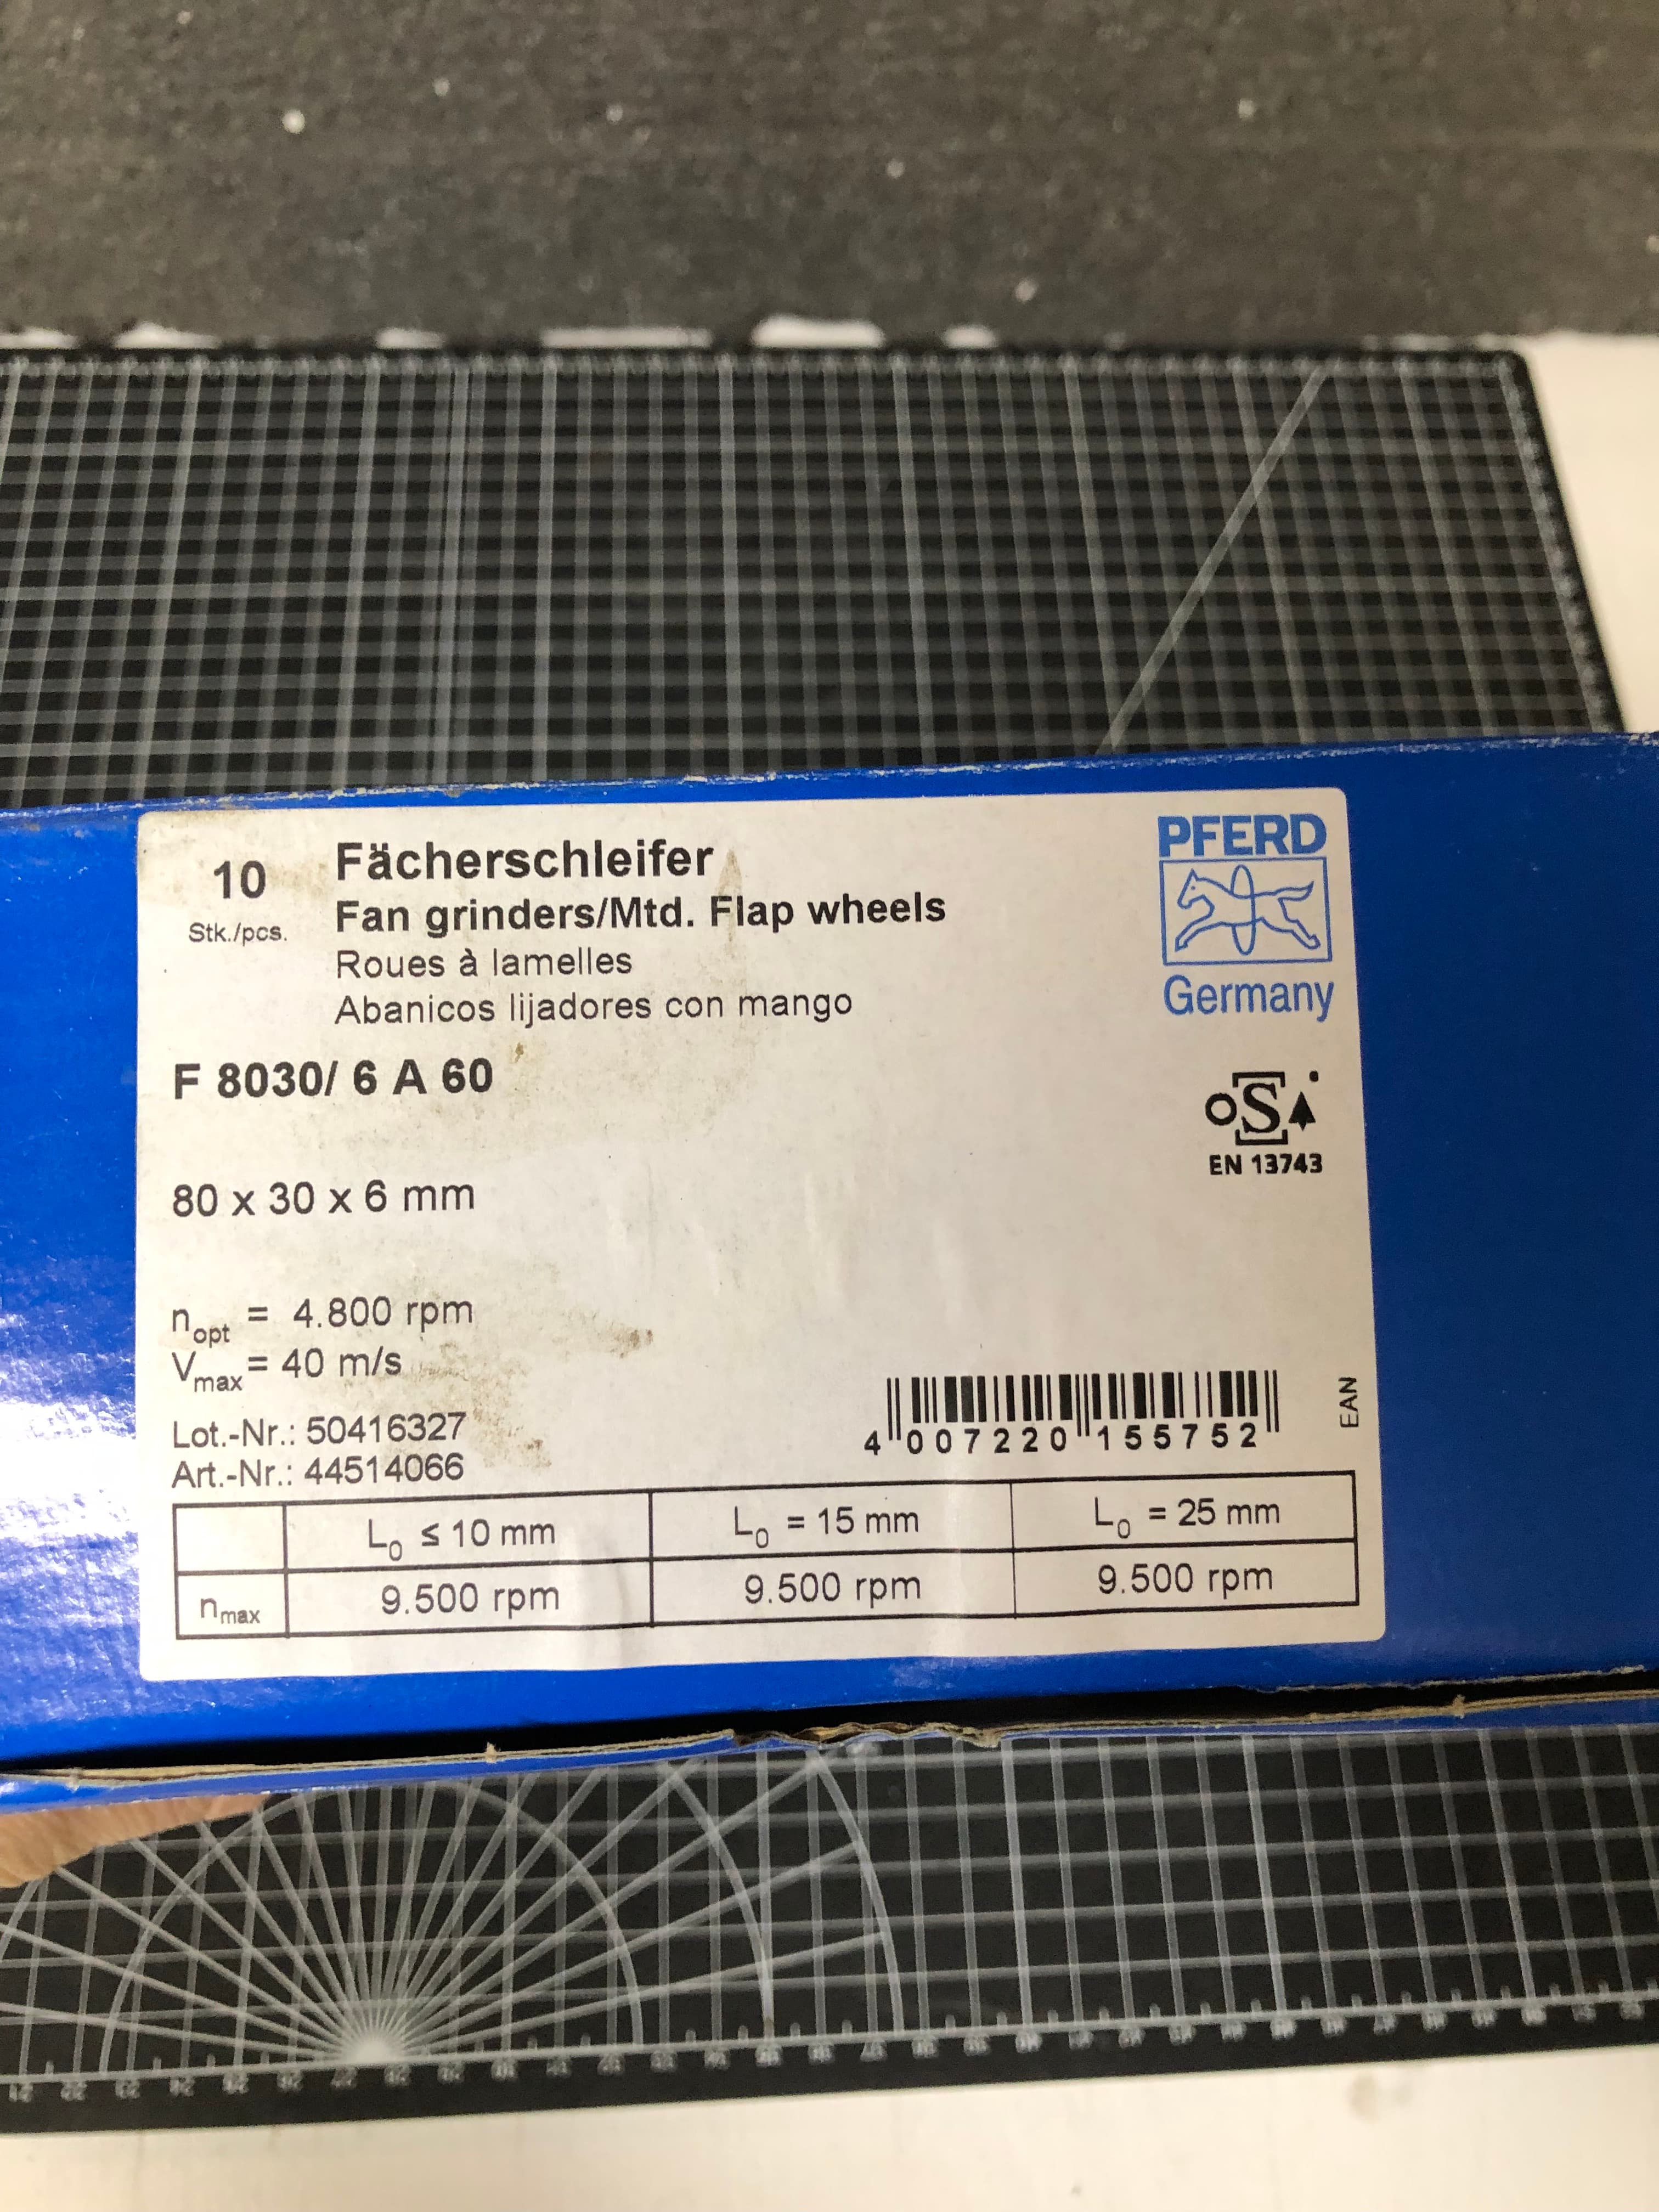 10
Stk./pcs.
Fächerschleifer
Fan grinders/Mtd. Flap wheels
Roues à lamelles
Abanicos lijadores con mango
PFERD
Germany
F 8030/ 6 A 60
oSA
EN 13743
80 x 30 x 6 mm
nopt = 4.800 rpm
Vmax = 40 m/s
Lot.-Nr.: 50416327
Art.-Nr.: 44514066
4 007220 155752
EAN
L0 ≤ 10 mm L0 = 15 mm L0 = 25 mm
nmax 9.500 rpm 9.500 rpm 9.500 rpm